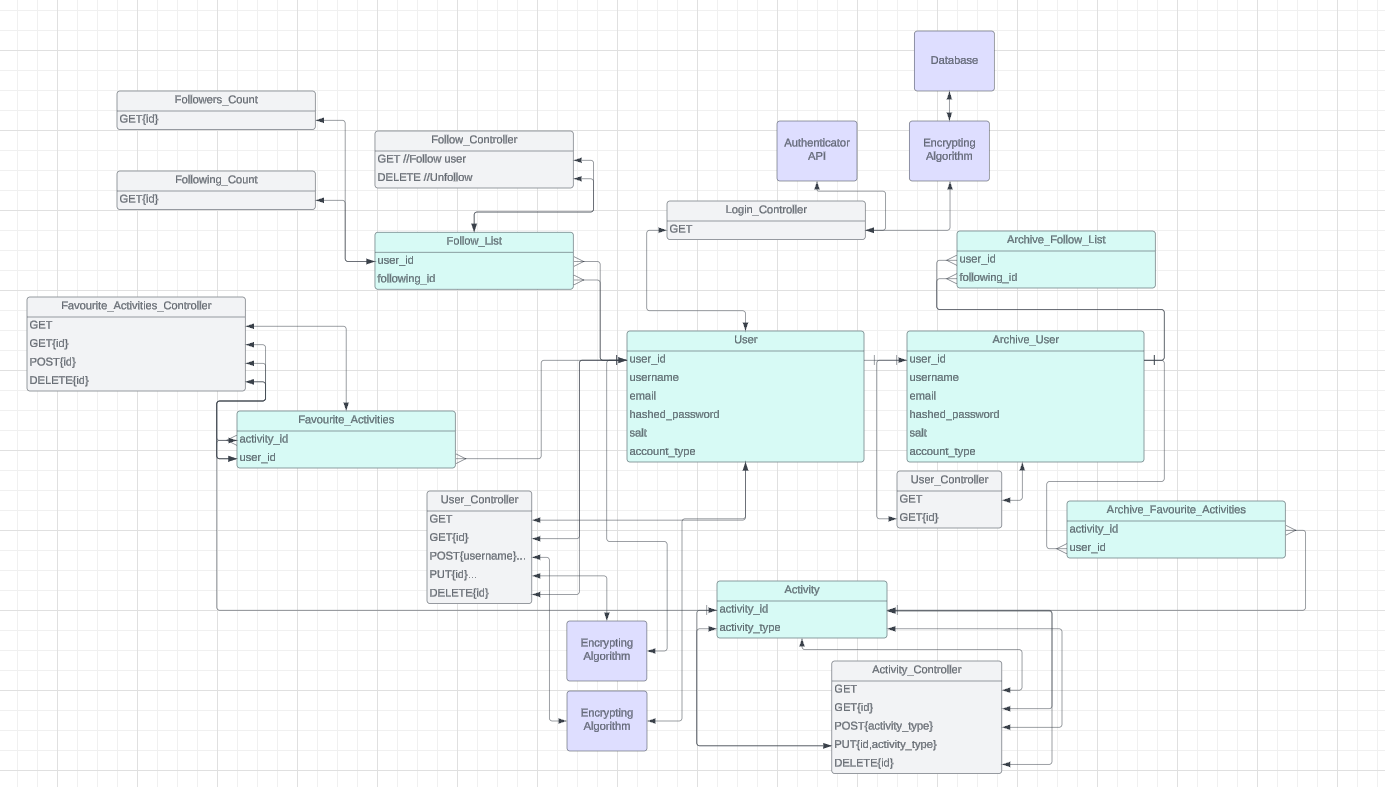 Database
Followers_Count
GET{id}
Follow_Controller
GET //Follow user
DELETE //Unfollow
Authenticator
API
Encrypting
Algorithm
Following_Count
GET{id}
Login_Controller
GET
Follow_List
user_id
following_id
Archive_Follow_List
user_id
following_id
Favourite_Activities_Controller
GET
GET{id}
POST{id}
DELETE{id}
User
user_id
username
email
hashed_password
salt
account_type
Archive_User
user_id
username
email
hashed_password
salt
account_type
Favourite_Activities
activity_id
user_id
User_Controller
GET
GET{id}
POST{username}...
PUT{id}...
DELETE{id}
User_Controller
GET
GET{id}
Archive_Favourite_Activities
activity_id
user_id
Activity
activity_id
activity_type
Encrypting
Algorithm
Encrypting
Algorithm
Activity_Controller
GET
GET{id}
POST{activity_type}
PUT{id,activity_type}
DELETE{id}